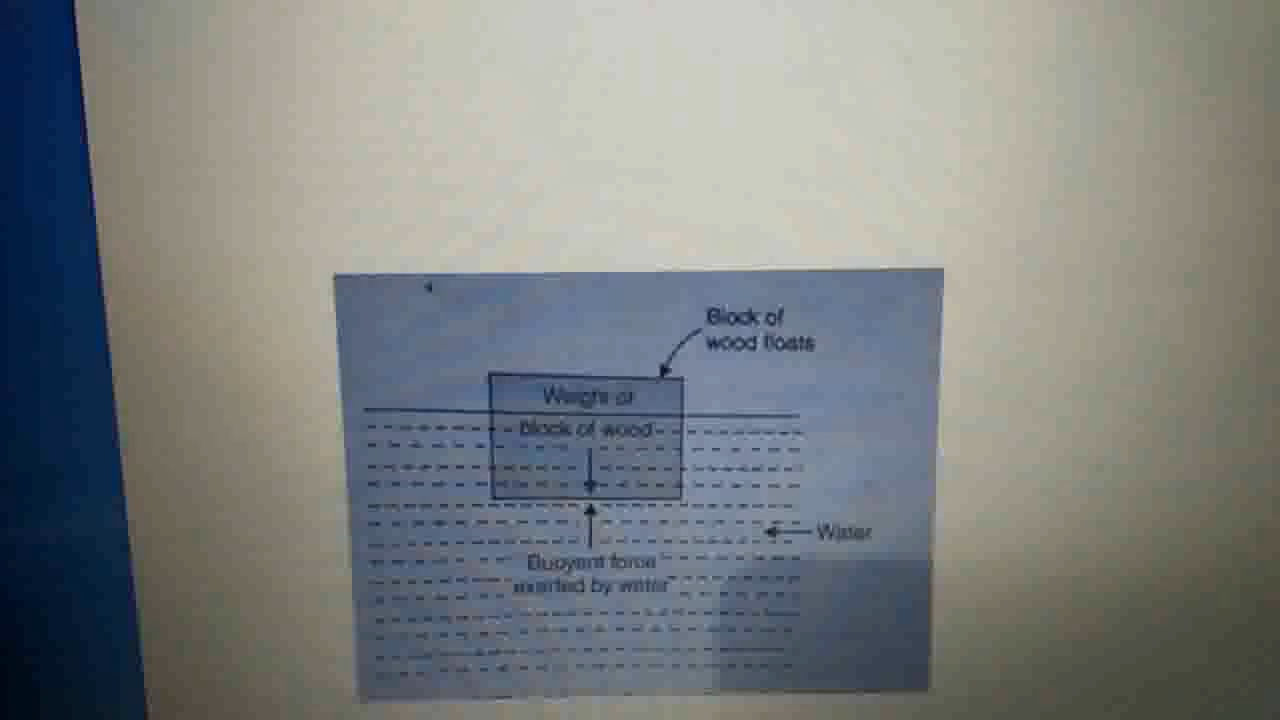 Block of
wood floats
Weight of
block of wood
Water
Buoyant force
exerted by water